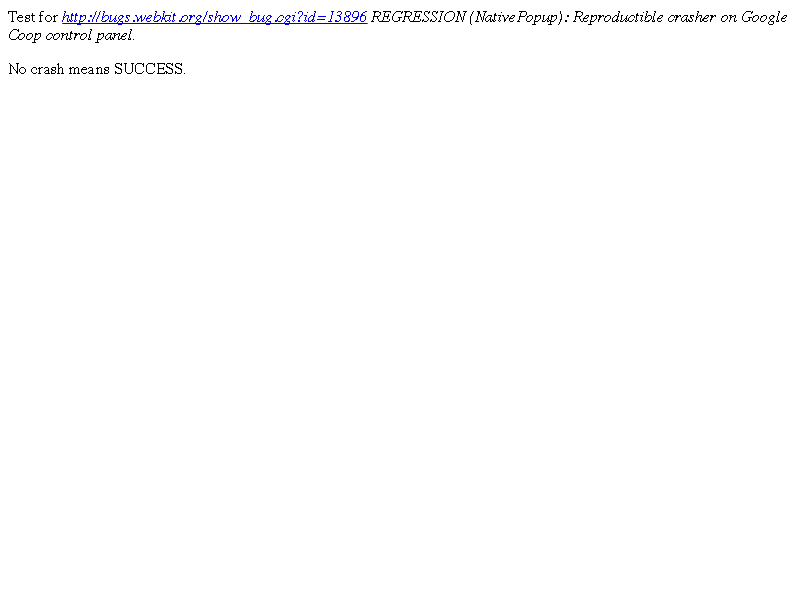 Test for http://bugs.webkit.org/show_bug.cgi?id=13896 REGRESSION (NativePopup): Reproductible crasher on Google
Coop control panel.
No crash means SUCCESS.